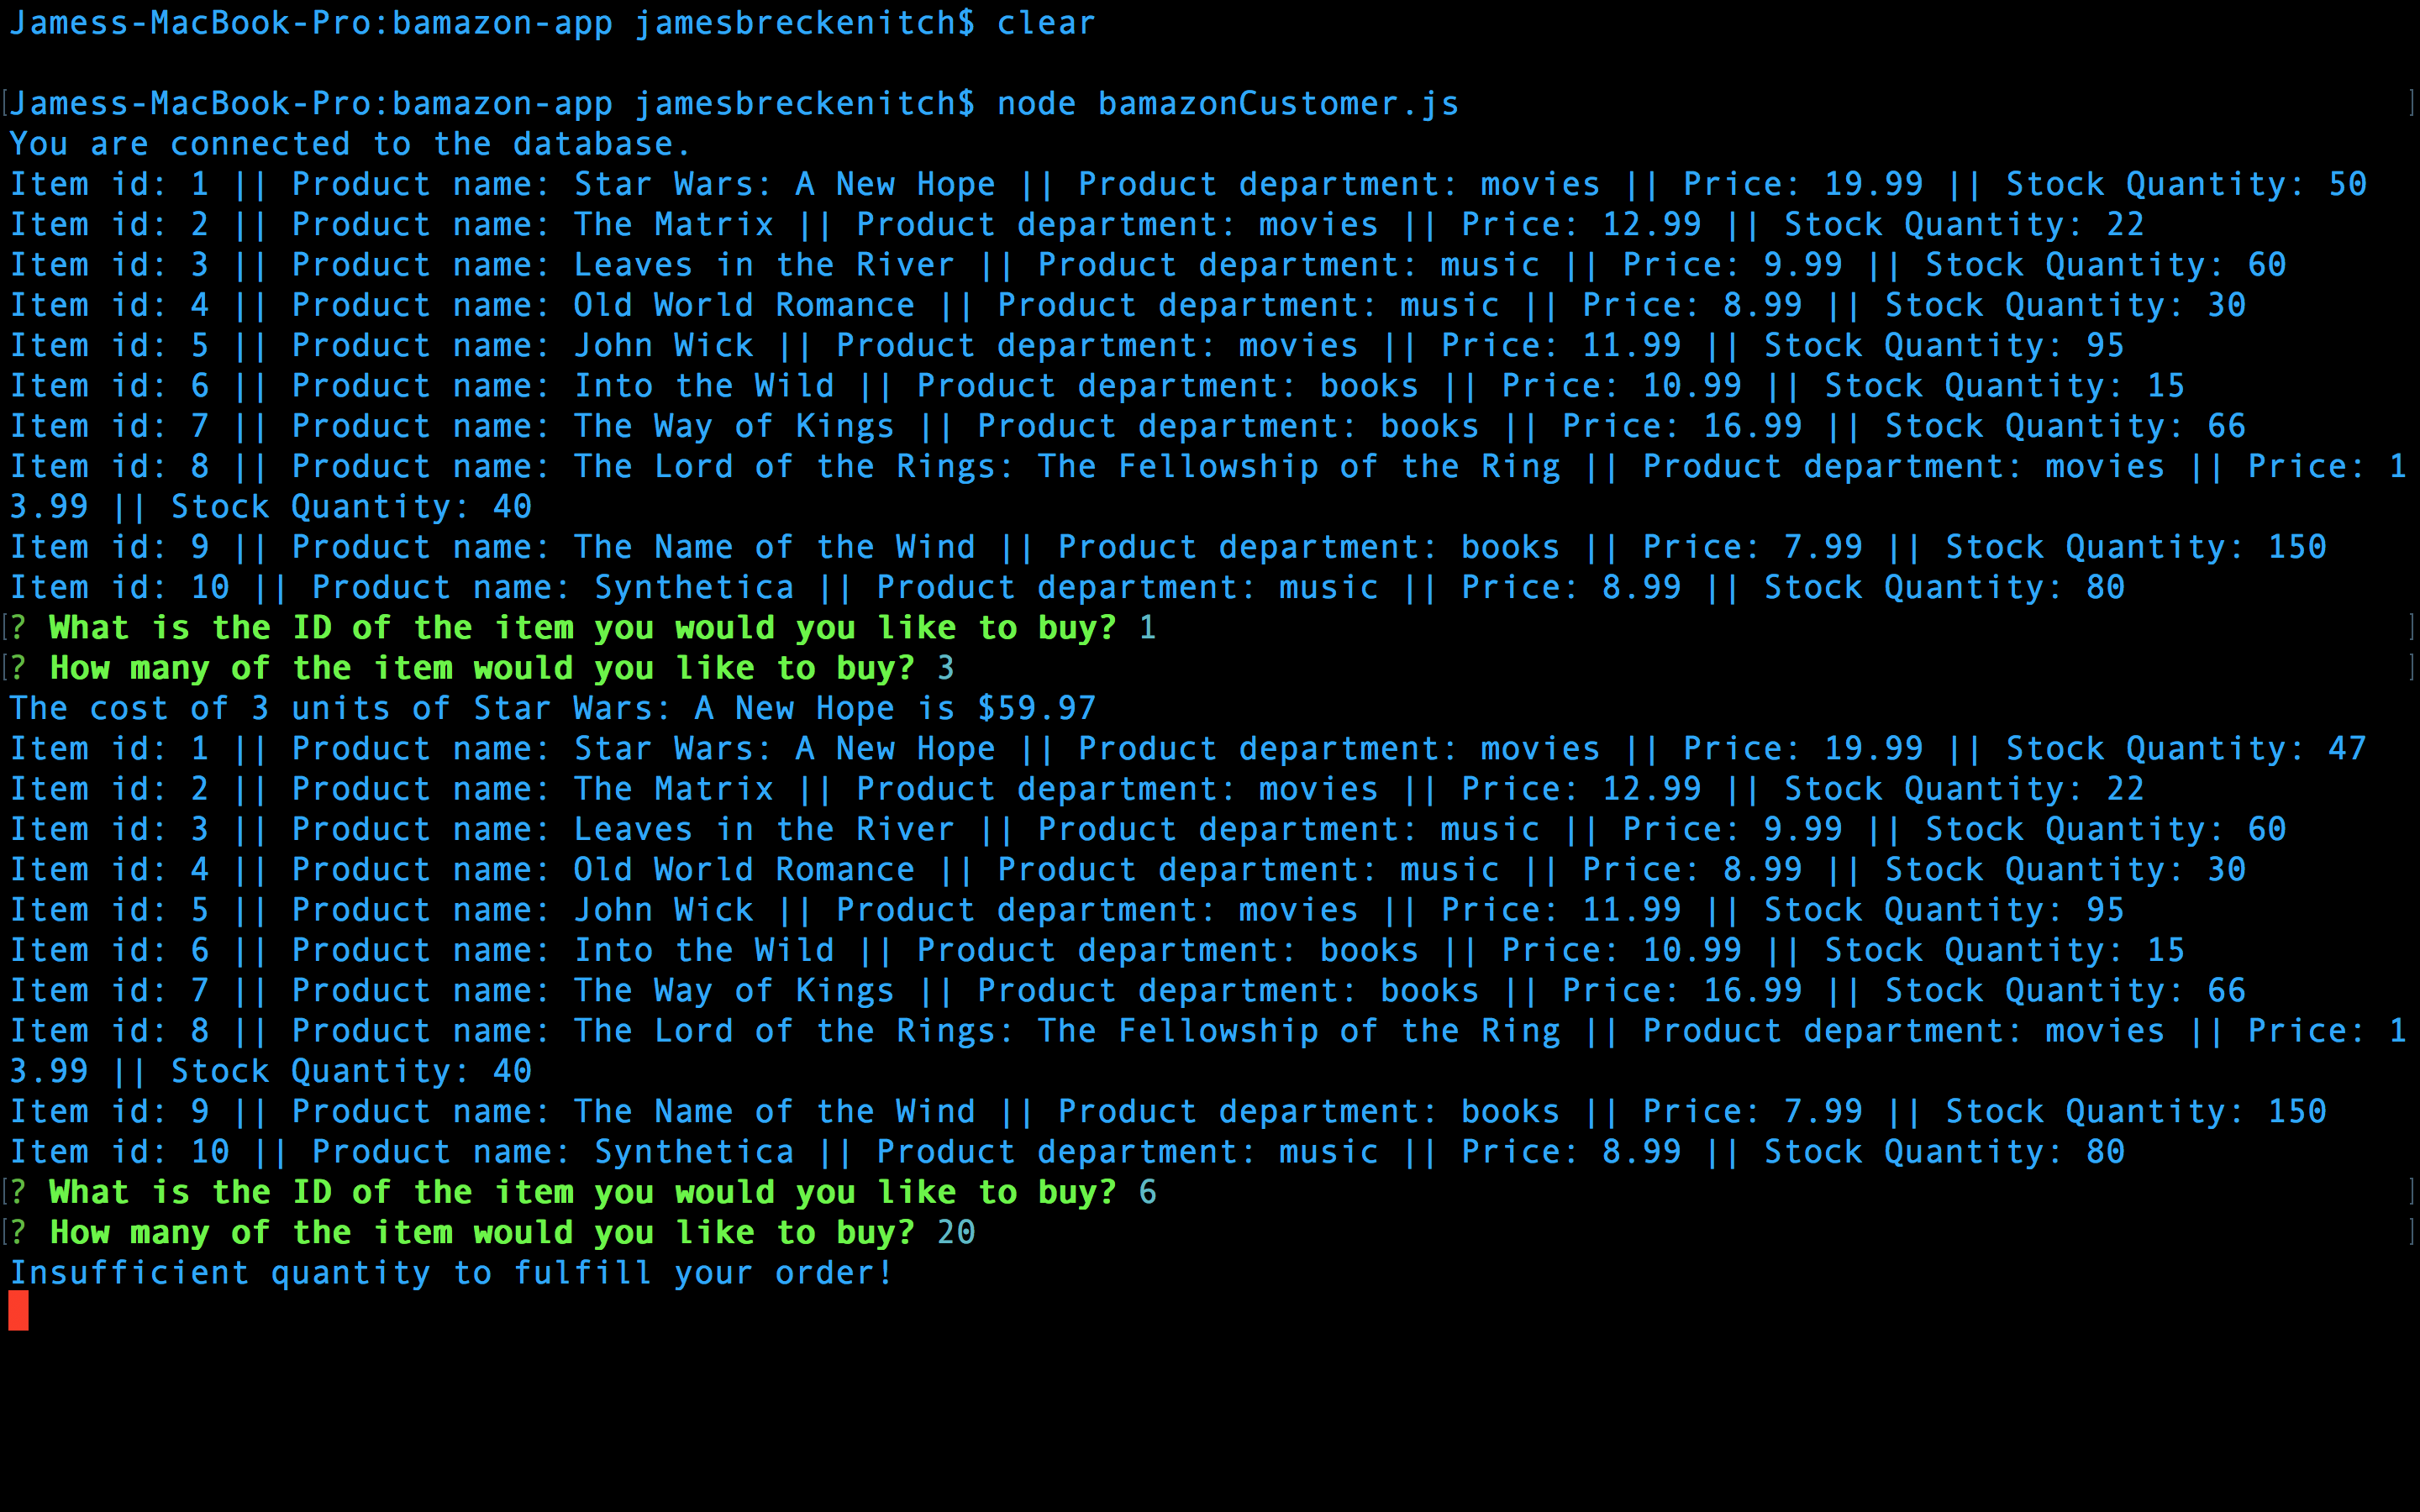 Jamess-MacBook-Pro:bamazon-app jamesbreckenitch$ clear
[Jamess-MacBook-Pro:bamazon-app jamesbreckenitch$ node bamazonCustomer.js ]
You are connected to the database.
Item id: 1 || Product name: Star Wars: A New Hope || Product department: movies || Price: 19.99 || Stock Quantity: 50
Item id: 2 || Product name: The Matrix || Product department: movies || Price: 12.99 || Stock Quantity: 22
Item id: 3 || Product name: Leaves in the River || Product department: music || Price: 9.99 || Stock Quantity: 60
Item id: 4 || Product name: Old World Romance || Product department: music || Price: 8.99 || Stock Quantity: 30
Item id: 5 || Product name: John Wick || Product department: movies || Price: 11.99 || Stock Quantity: 95
Item id: 6 || Product name: Into the Wild || Product department: books || Price: 10.99 || Stock Quantity: 15
Item id: 7 || Product name: The Way of Kings || Product department: books || Price: 16.99 || Stock Quantity: 66
Item id: 8 || Product name: The Lord of the Rings: The Fellowship of the Ring || Product department: movies || Price: 1
3.99 || Stock Quantity: 40
Item id: 9 || Product name: The Name of the Wind || Product department: books || Price: 7.99 || Stock Quantity: 150
Item id: 10 || Product name: Synthetica || Product department: music || Price: 8.99 || Stock Quantity: 80
[? What is the ID of the item you would you like to buy? 1 ]
[? How many of the item would you like to buy? 3 ]
The cost of 3 units of Star Wars: A New Hope is $59.97
Item id: 1 || Product name: Star Wars: A New Hope || Product department: movies || Price: 19.99 || Stock Quantity: 47
Item id: 2 || Product name: The Matrix || Product department: movies || Price: 12.99 || Stock Quantity: 22
Item id: 3 || Product name: Leaves in the River || Product department: music || Price: 9.99 || Stock Quantity: 60
Item id: 4 || Product name: Old World Romance || Product department: music || Price: 8.99 || Stock Quantity: 30
Item id: 5 || Product name: John Wick || Product department: movies || Price: 11.99 || Stock Quantity: 95
Item id: 6 || Product name: Into the Wild || Product department: books || Price: 10.99 || Stock Quantity: 15
Item id: 7 || Product name: The Way of Kings || Product department: books || Price: 16.99 || Stock Quantity: 66
Item id: 8 || Product name: The Lord of the Rings: The Fellowship of the Ring || Product department: movies || Price: 1
3.99 || Stock Quantity: 40
Item id: 9 || Product name: The Name of the Wind || Product department: books || Price: 7.99 || Stock Quantity: 150
Item id: 10 || Product name: Synthetica || Product department: music || Price: 8.99 || Stock Quantity: 80
[? What is the ID of the item you would you like to buy? 6 ]
[? How many of the item would you like to buy? 20 ]
Insufficient quantity to fulfill your order!